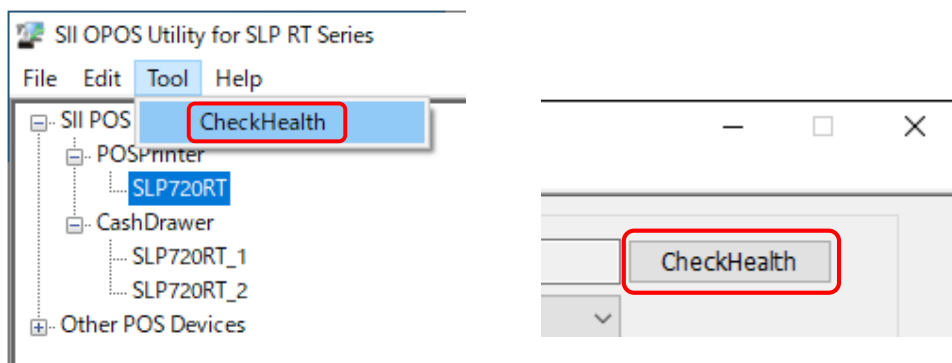 SII OPOS Utility for SLP RT Series
File Edit Tool Help
CheckHealth
SII POS
POSPrinter
SLP720RT
CashDrawer
SLP720RT_1
SLP720RT_2
Other POS Devices
CheckHealth